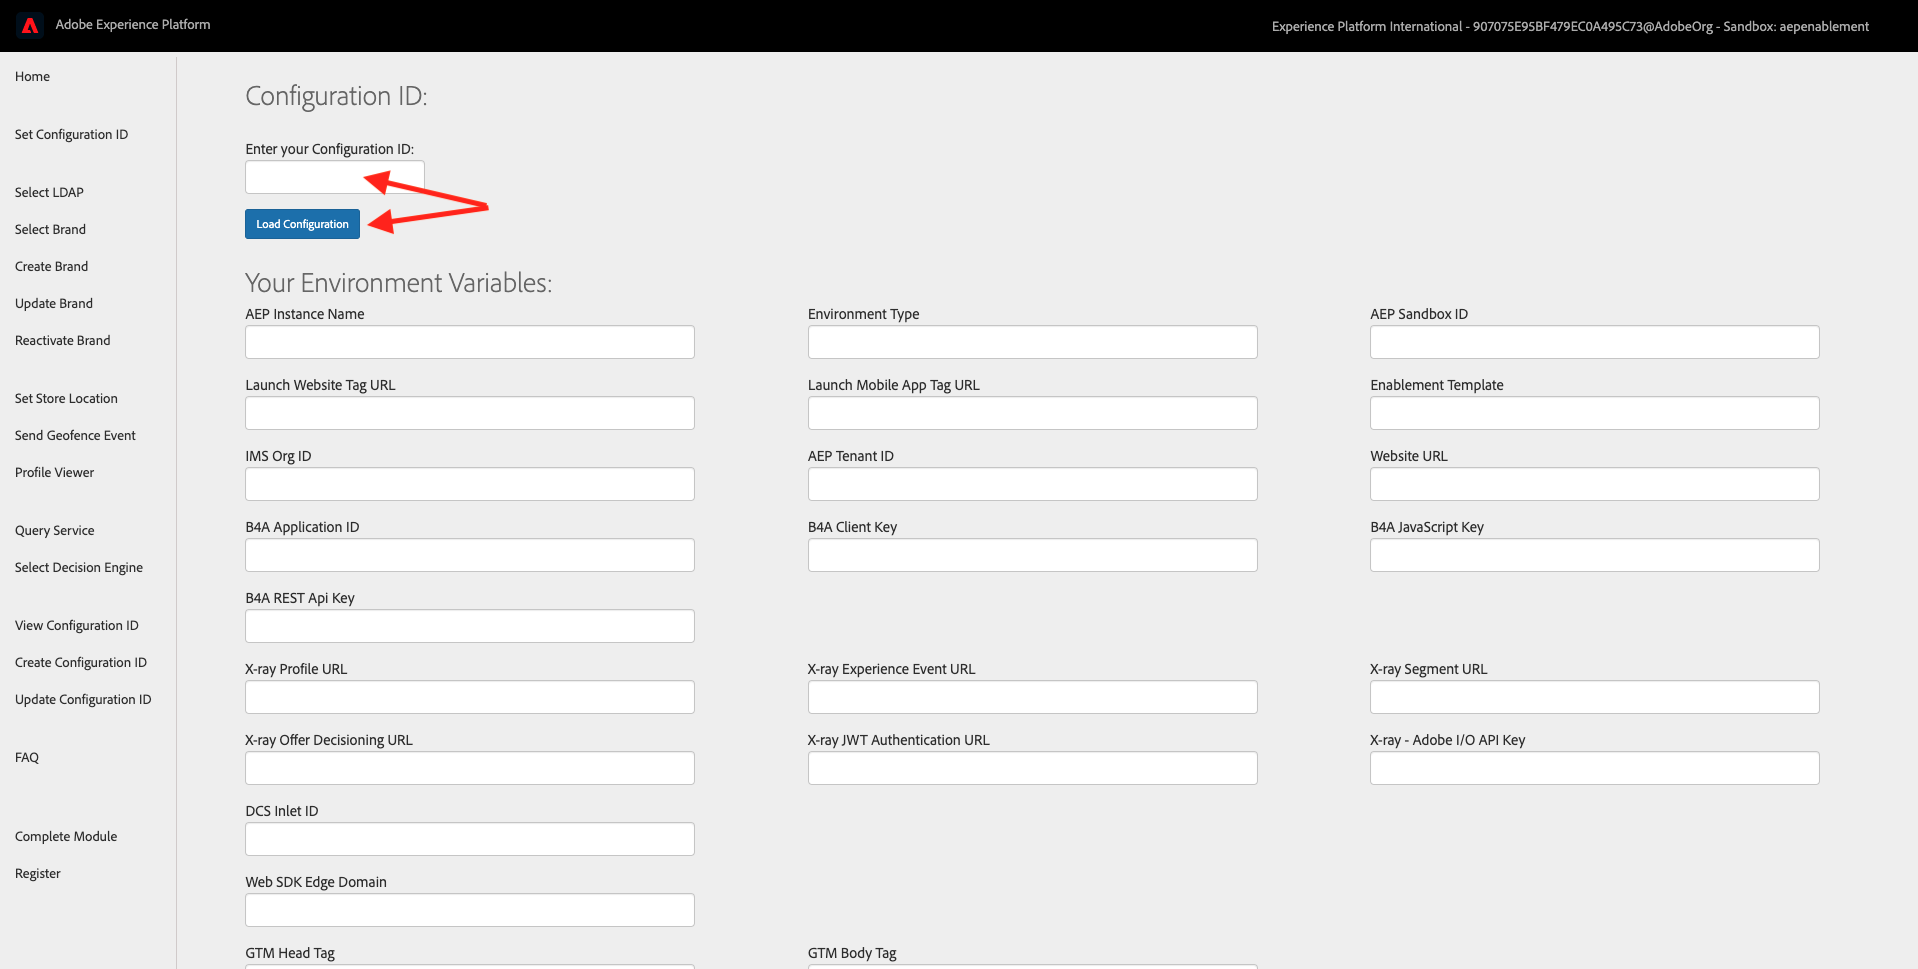 Adobe Experience Platform
Experience Platform International - 907075E95BF479EC0A495C73@AdobeOrg - Sandbox: aepenablement
Home
Set Configuration ID
Select LDAP
Select Brand
Create Brand
Update Brand
Reactivate Brand
Set Store Location
Send Geofence Event
Profile Viewer
Query Service
Select Decision Engine
View Configuration ID
Create Configuration ID
Update Configuration ID
FAQ
Complete Module
Register
Configuration ID:
Enter your Configuration ID:
Load Configuration
Your Environment Variables:
AEP Instance Name
Environment Type
AEP Sandbox ID
Launch Website Tag URL
Launch Mobile App Tag URL
Enablement Template
IMS Org ID
AEP Tenant ID
Website URL
B4A Application ID
B4A Client Key
B4A JavaScript Key
B4A REST Api Key
X-ray Profile URL
X-ray Experience Event URL
X-ray Segment URL
X-ray Offer Decisioning URL
X-ray JWT Authentication URL
X-ray - Adobe I/O API Key
DCS Inlet ID
Web SDK Edge Domain
GTM Head Tag
GTM Body Tag